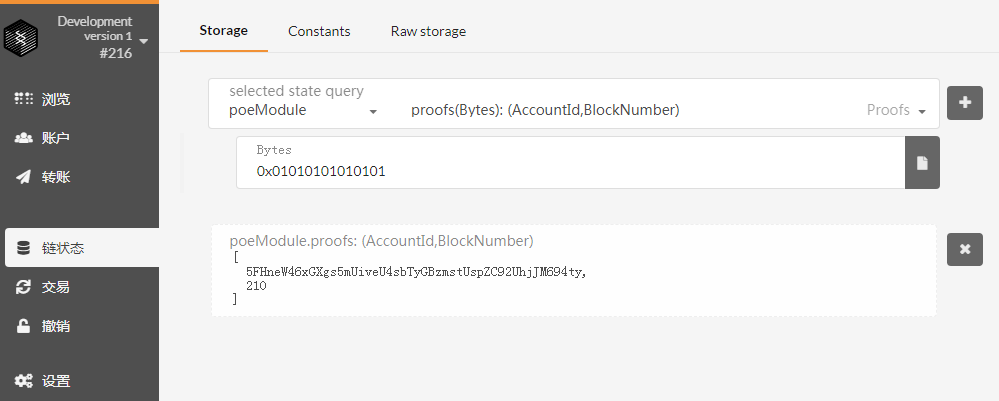 Development
version 1
#216
浏览
账户
转账
链状态
交易
撤销
设置
Storage
Constants
Raw storage
selected state query
poeModule
proofs(Bytes): (AccountId,BlockNumber)
Proofs
Bytes
0x01010101010101
poeModule.proofs: (AccountId,BlockNumber)
[
5FHneW46xGXgs5mUiveU4sbTyGBzmstUspZC92UhjJM694ty,
210
]